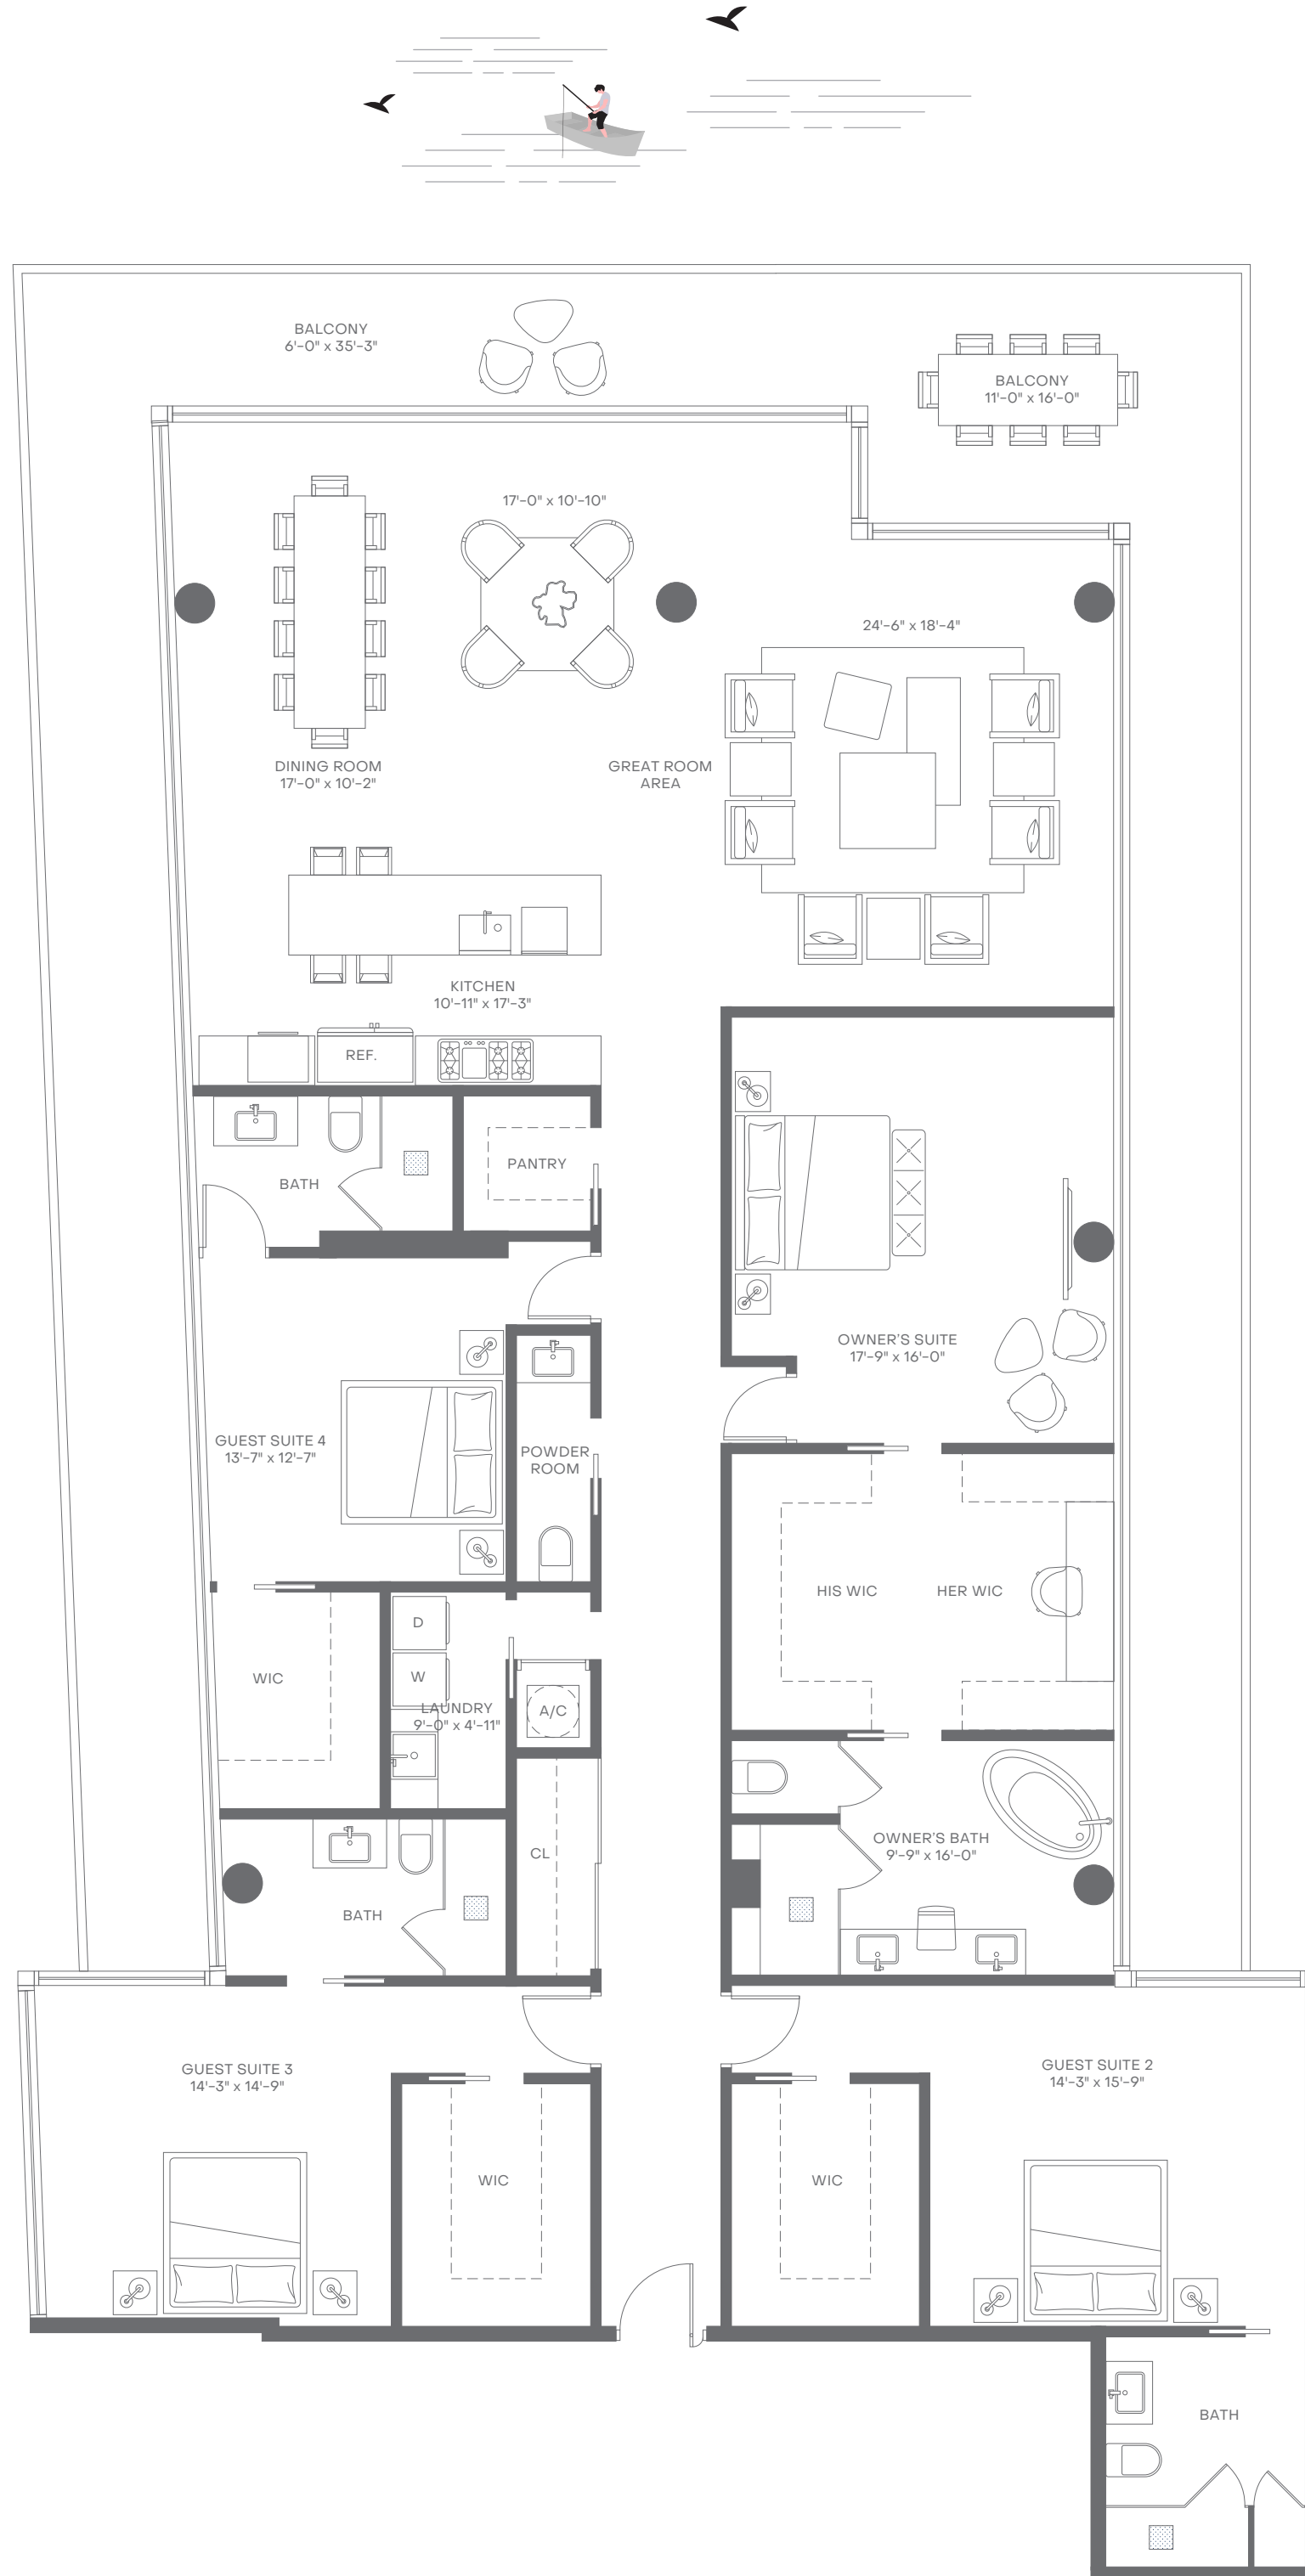 BALCONY
6'-0" x 35'-3"
BALCONY
11'-0" x 16'-0"
17'-0" x 10'-10"
24'-6" x 18'-4"
DINING ROOM
17'-0" x 10'-2"
GREAT ROOM
AREA
KITCHEN
10'-11" x 17'-3"
REF.
PANTRY
BATH
OWNER'S SUITE
17'-9" x 16'-0"
GUEST SUITE 4
13'-7" x 12'-7"
POWDER
ROOM
HIS WIC
HER WIC
D
W
WIC
LAUNDRY
9'-0" x 4'-11"
A/C
OWNER'S BATH
9'-9" x 16'-0"
CL
BATH
GUEST SUITE 3
14'-3" x 14'-9"
GUEST SUITE 2
14'-3" x 15'-9"
WIC
WIC
BATH